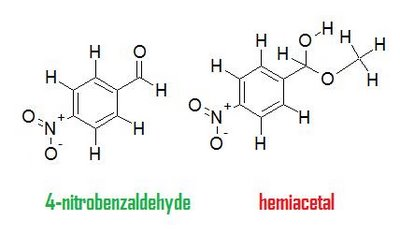 O H
H H O H H
H H O H
H
O N + H O N + H
O - H O - H
4-nitrobenzaldehyde hemiacetal